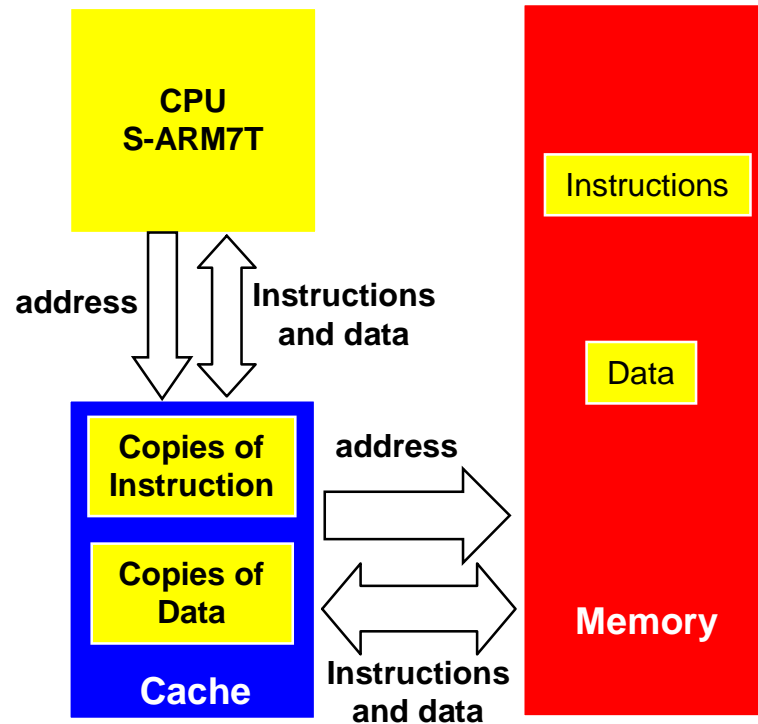 CPU
S-ARM7T
Instructions
address
Instructions
and data
Data
Copies of
Instruction
address
Copies of
Data
Memory
Cache
Instructions
and data